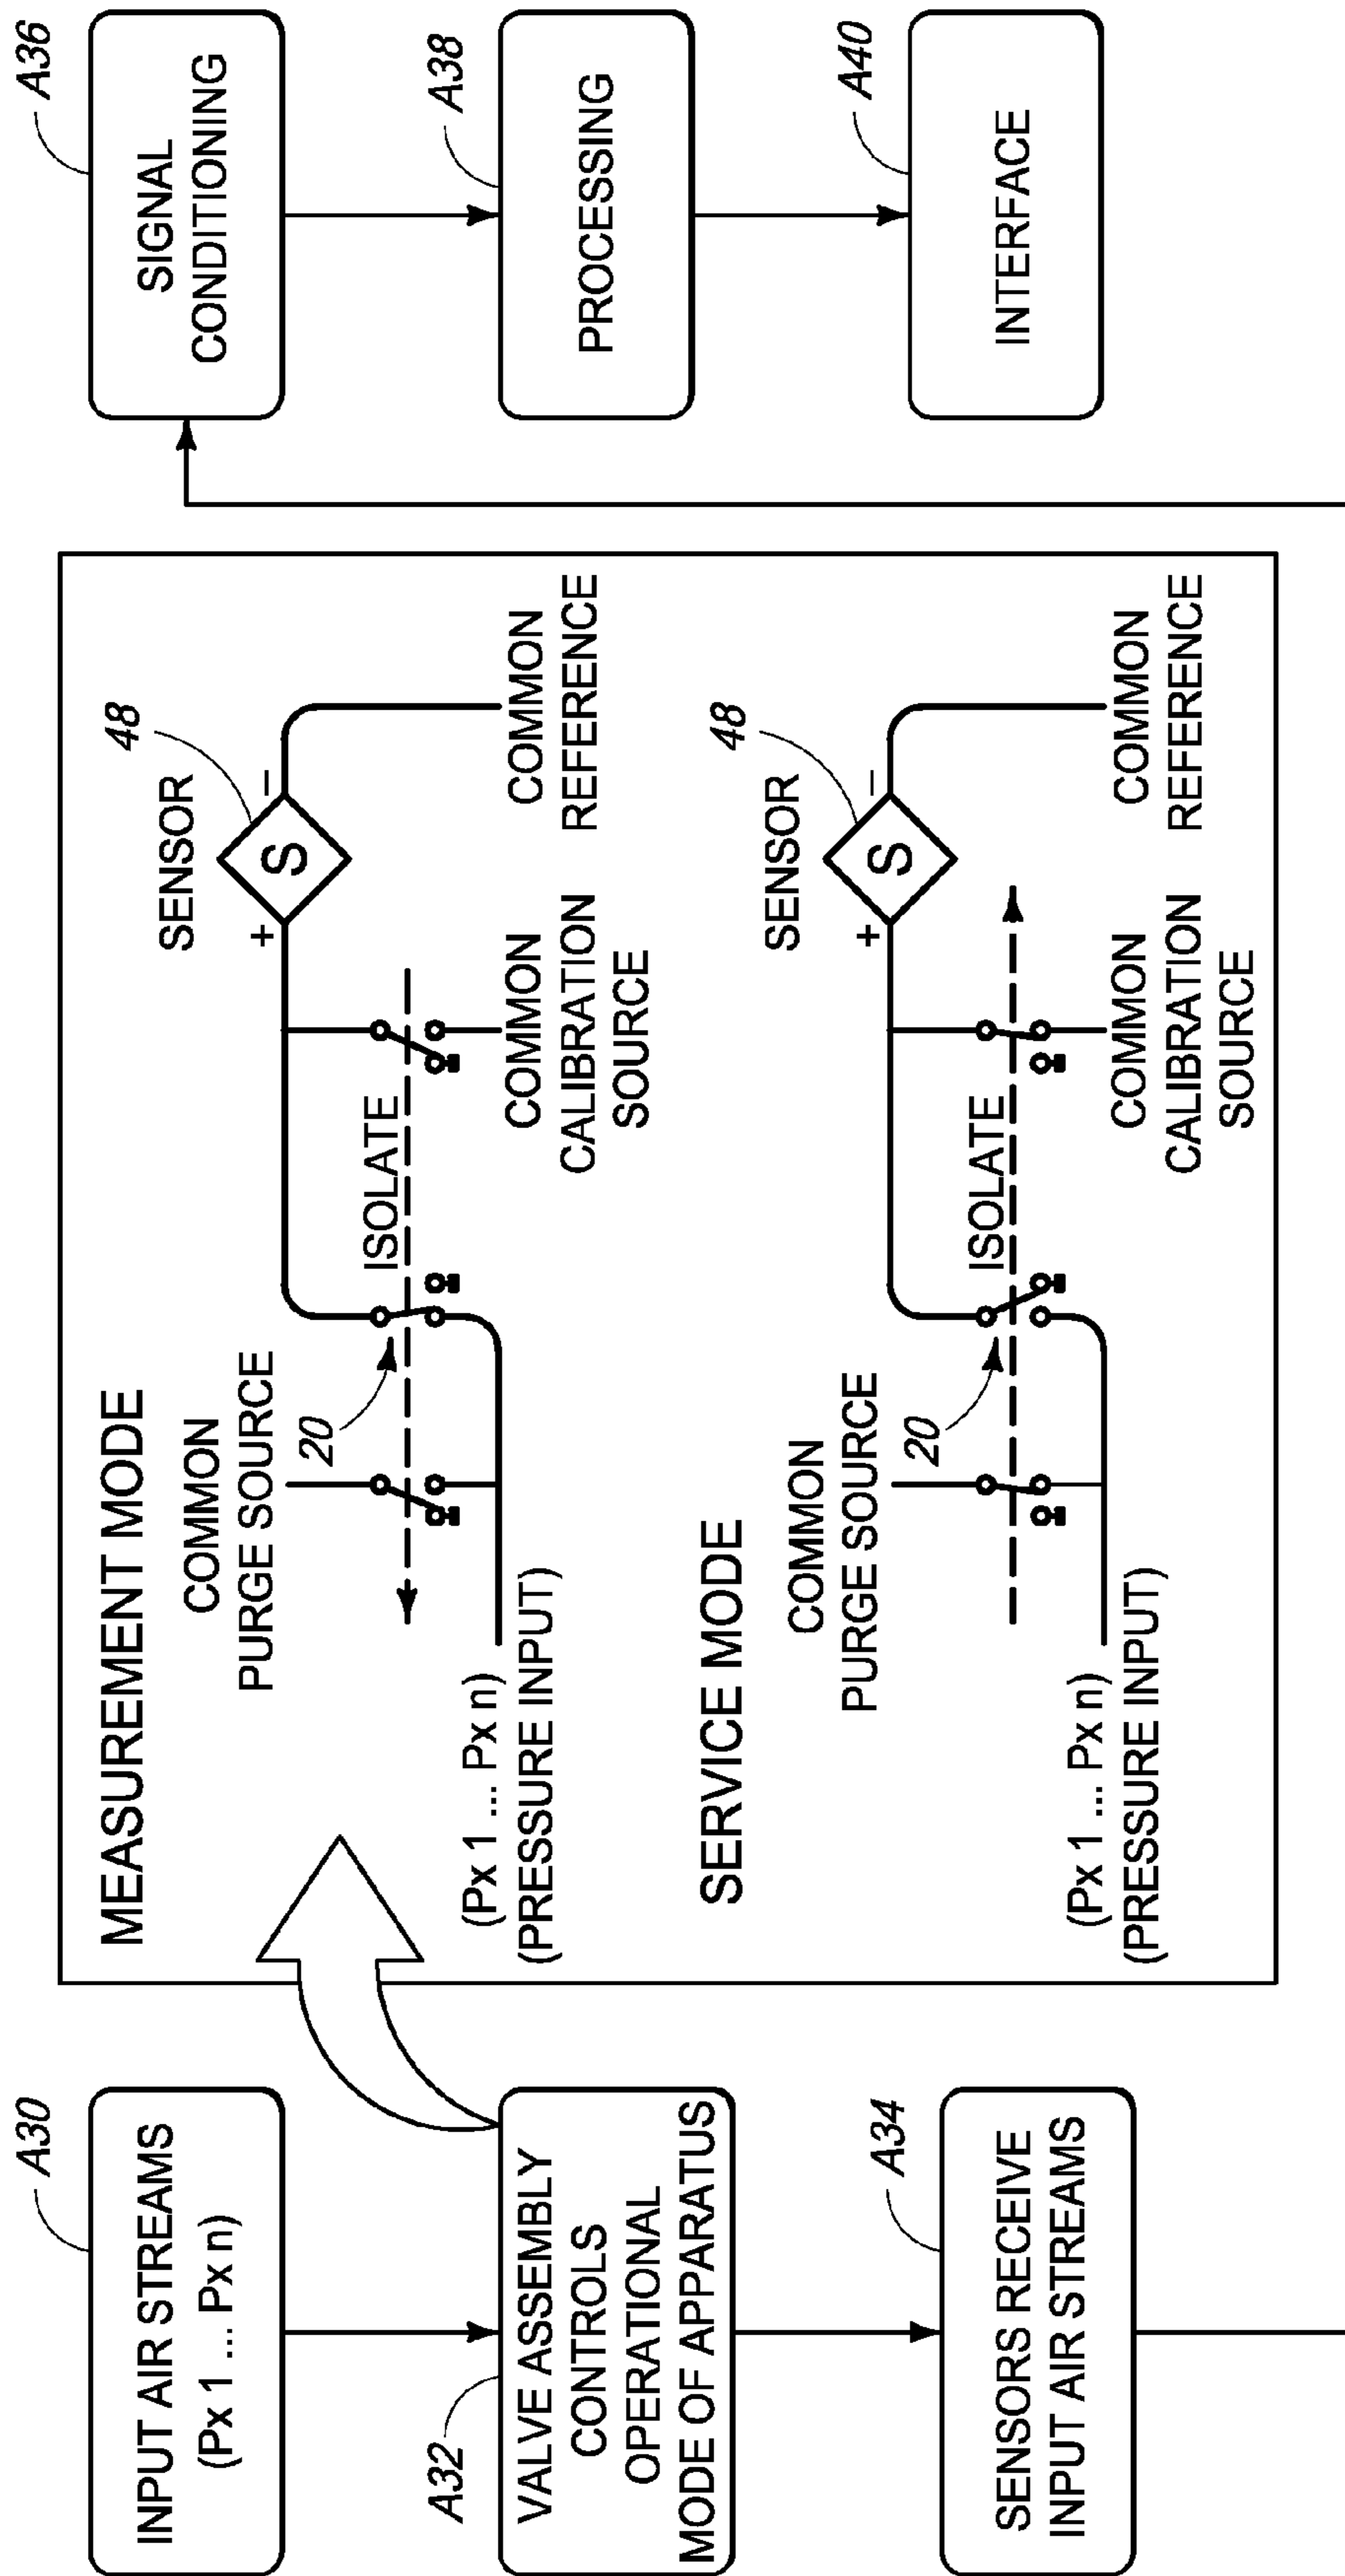 A30
INPUT AIR STREAMS
(Px 1 ... Px n)
A32
VALVE ASSEMBLY
CONTROLS
OPERATIONAL
MODE OF APPARATUS
A34
SENSORS RECEIVE
INPUT AIR STREAMS
MEASUREMENT MODE
COMMON
PURGE SOURCE
20
ISOLATE
(Px 1 ... Px n)
(PRESSURE INPUT)
SENSOR
48
+
S
–
COMMON
CALIBRATION
SOURCE
COMMON
REFERENCE
SERVICE MODE
COMMON
PURGE SOURCE
20
ISOLATE
(Px 1 ... Px n)
(PRESSURE INPUT)
SENSOR
48
+
S
–
COMMON
CALIBRATION
SOURCE
COMMON
REFERENCE
A36
SIGNAL
CONDITIONING
A38
PROCESSING
A40
INTERFACE